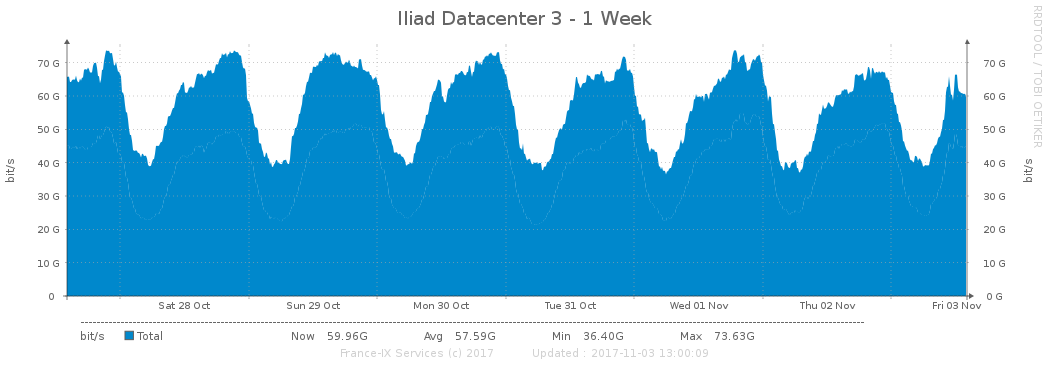 Iliad Datacenter 3 - 1 Week
RRDTOOL / TOBI OETIKER
bit/s
bit/s
70 G 70 G
60 G 60 G
50 G 50 G
40 G 40 G
30 G 30 G
20 G 20 G
10 G 10 G
0 0 G
Sat 28 Oct Sun 29 Oct Mon 30 Oct Tue 31 Oct Wed 01 Nov Thu 02 Nov Fri 03 Nov
bit/s Total Now 59.96G Avg 57.59G Min 36.40G Max 73.63G
France-IX Services (c) 2017 Updated : 2017-11-03 13:00:09